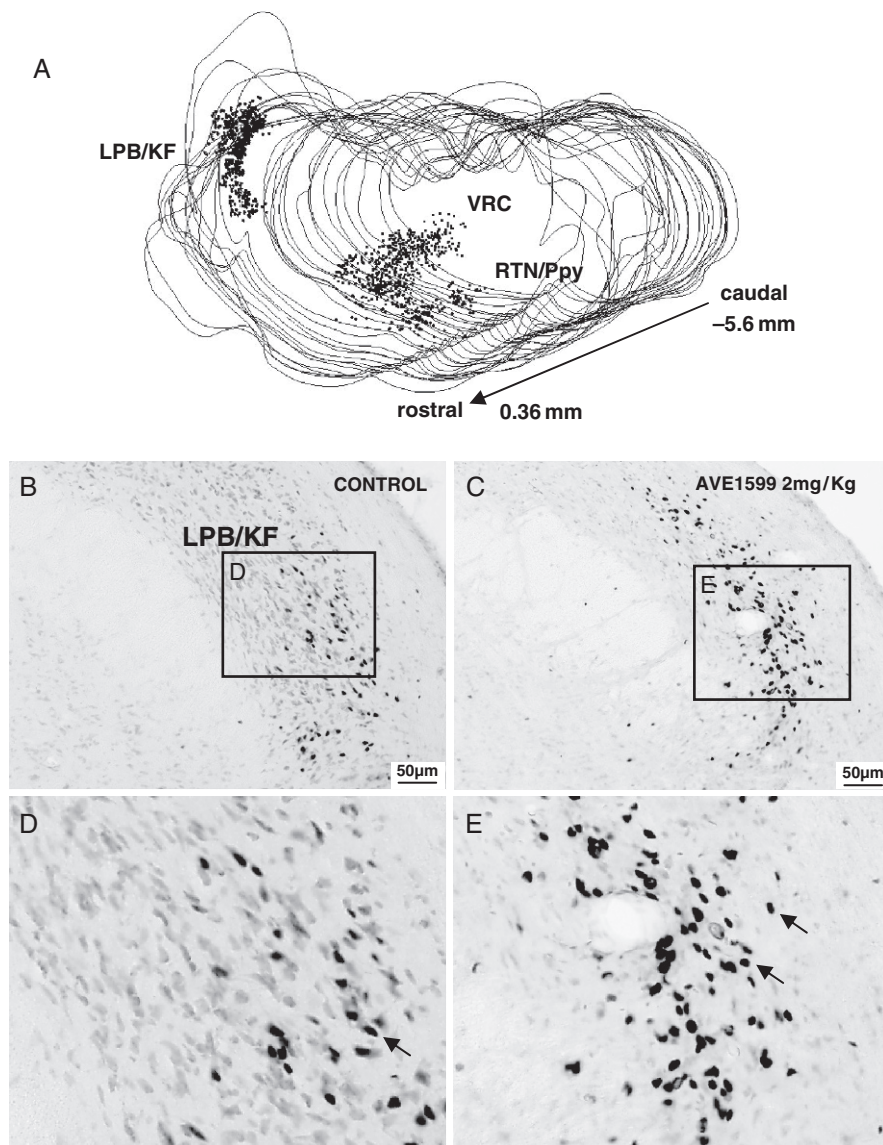 A
LPB/KF
VRC
RTN/Ppy
caudal
–5.6 mm
rostral
0.36 mm
B
CONTROL
LPB/KF
D
50µm
C
AVE1599 2mg/Kg
E
50µm
D
E